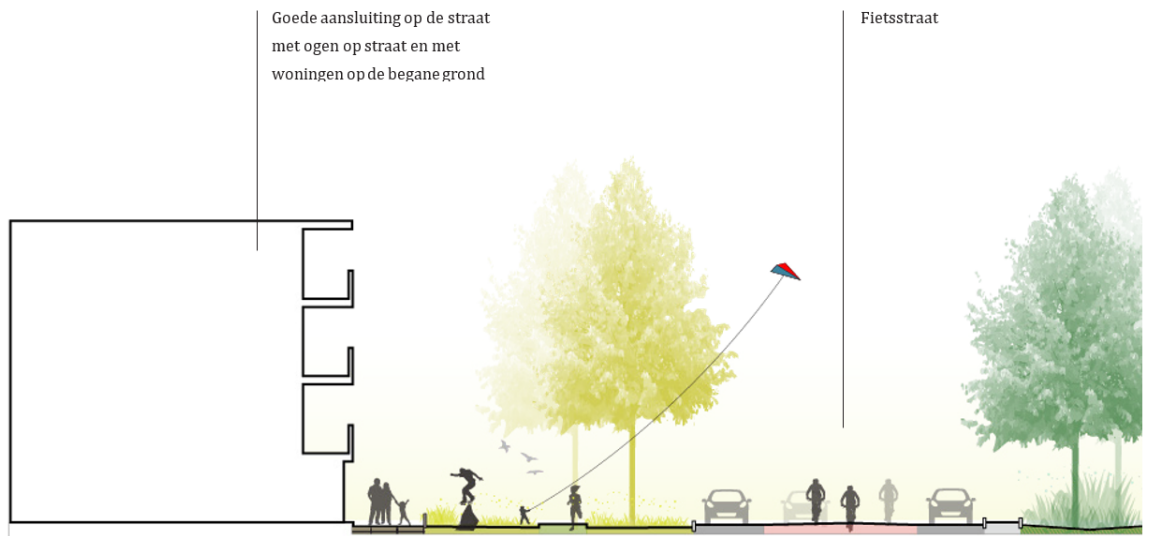 Goede aansluiting op de straat
met ogen op straat en met
woningen op de begane grond
Fietsstraat